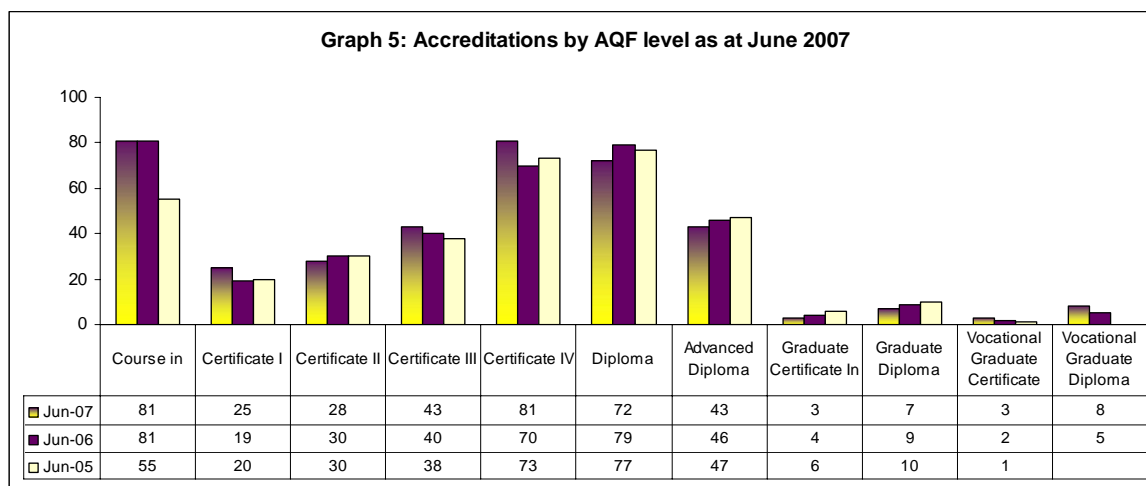 Graph 5: Accreditations by AQF level as at June 2007
100
80
60
40
20
0
Course in Certificate I Certificate II Certificate III Certificate IV Diploma Advanced Diploma Graduate Certificate In Graduate Diploma Vocational Graduate Certificate Vocational Graduate Diploma
Jun-07 81 25 28 43 81 72 43 3 7 3 8
Jun-06 81 19 30 40 70 79 46 4 9 2 5
Jun-05 55 20 30 38 73 77 47 6 10 1